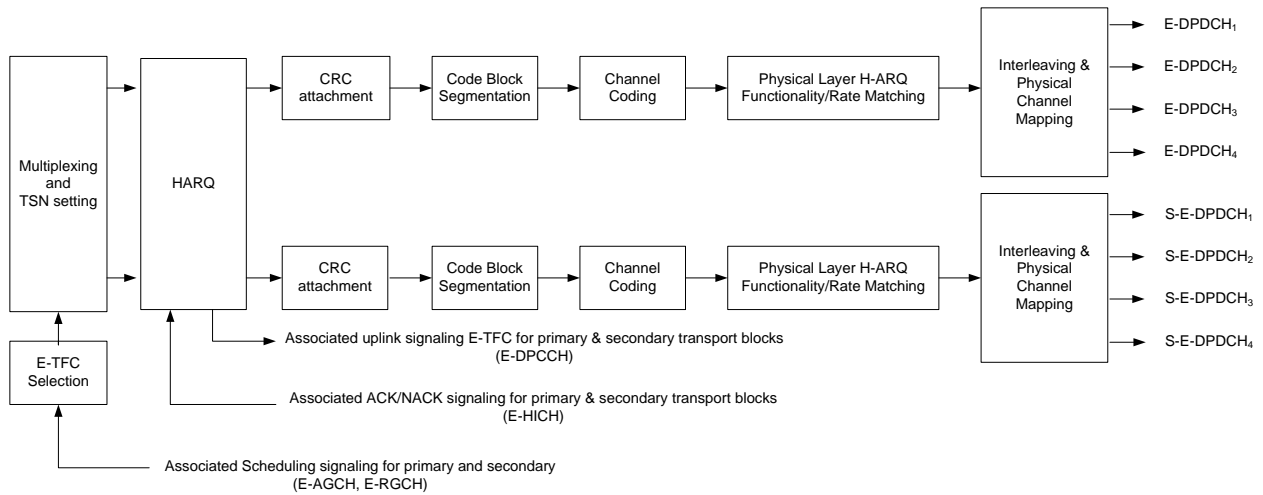 Multiplexing
and
TSN setting
HARQ
CRC
attachment
Code Block
Segmentation
Channel
Coding
Physical Layer H-ARQ
Functionality/Rate Matching
Interleaving &
Physical
Channel
Mapping
E-DPDCH₁
E-DPDCH₂
E-DPDCH₃
E-DPDCH₄
CRC
attachment
Code Block
Segmentation
Channel
Coding
Physical Layer H-ARQ
Functionality/Rate Matching
Interleaving &
Physical
Channel
Mapping
S-E-DPDCH₁
S-E-DPDCH₂
S-E-DPDCH₃
S-E-DPDCH₄
Associated uplink signaling E-TFC for primary & secondary transport blocks
(E-DPCCH)
E-TFC
Selection
Associated ACK/NACK signaling for primary & secondary transport blocks
(E-HICH)
Associated Scheduling signaling for primary and secondary
(E-AGCH, E-RGCH)